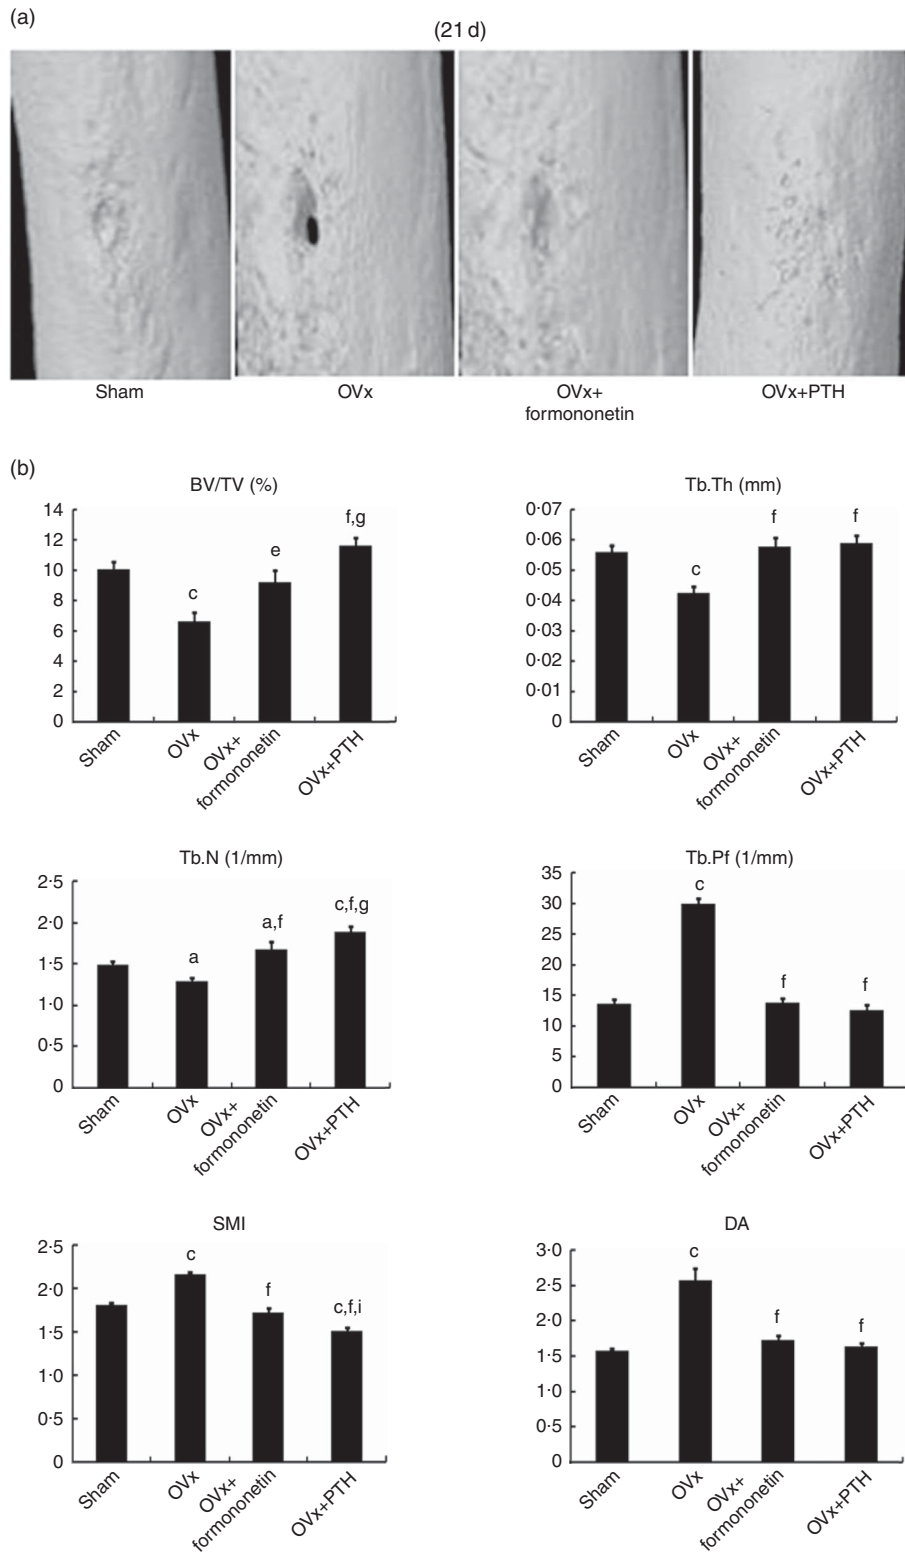 (a)
(21 d)
Sham
OVx
OVx+
formononetin
OVx+PTH
(b)
BV/TV (%)
14
12
10
8
6
4
2
0
c
e
f,g
Sham
OVx
OVx+
formononetin
OVx+PTH
Tb.Th (mm)
0·07
0·06
0·05
0·04
0·03
0·02
0·01
0
c
f
f
Sham
OVx
OVx+
formononetin
OVx+PTH
Tb.N (1/mm)
2·5
2·0
1·5
1·0
0·5
0
a
a,f
c,f,g
Sham
OVx
OVx+
formononetin
OVx+PTH
Tb.Pf (1/mm)
35
30
25
20
15
10
5
0
c
f
f
Sham
OVx
OVx+
formononetin
OVx+PTH
SMI
2·5
2·0
1·5
1·0
0·5
0
c
f
c,f,i
Sham
OVx
OVx+
formononetin
OVx+PTH
DA
3·0
2·5
2·0
1·5
1·0
0·5
0
c
f
f
Sham
OVx
OVx+
formononetin
OVx+PTH